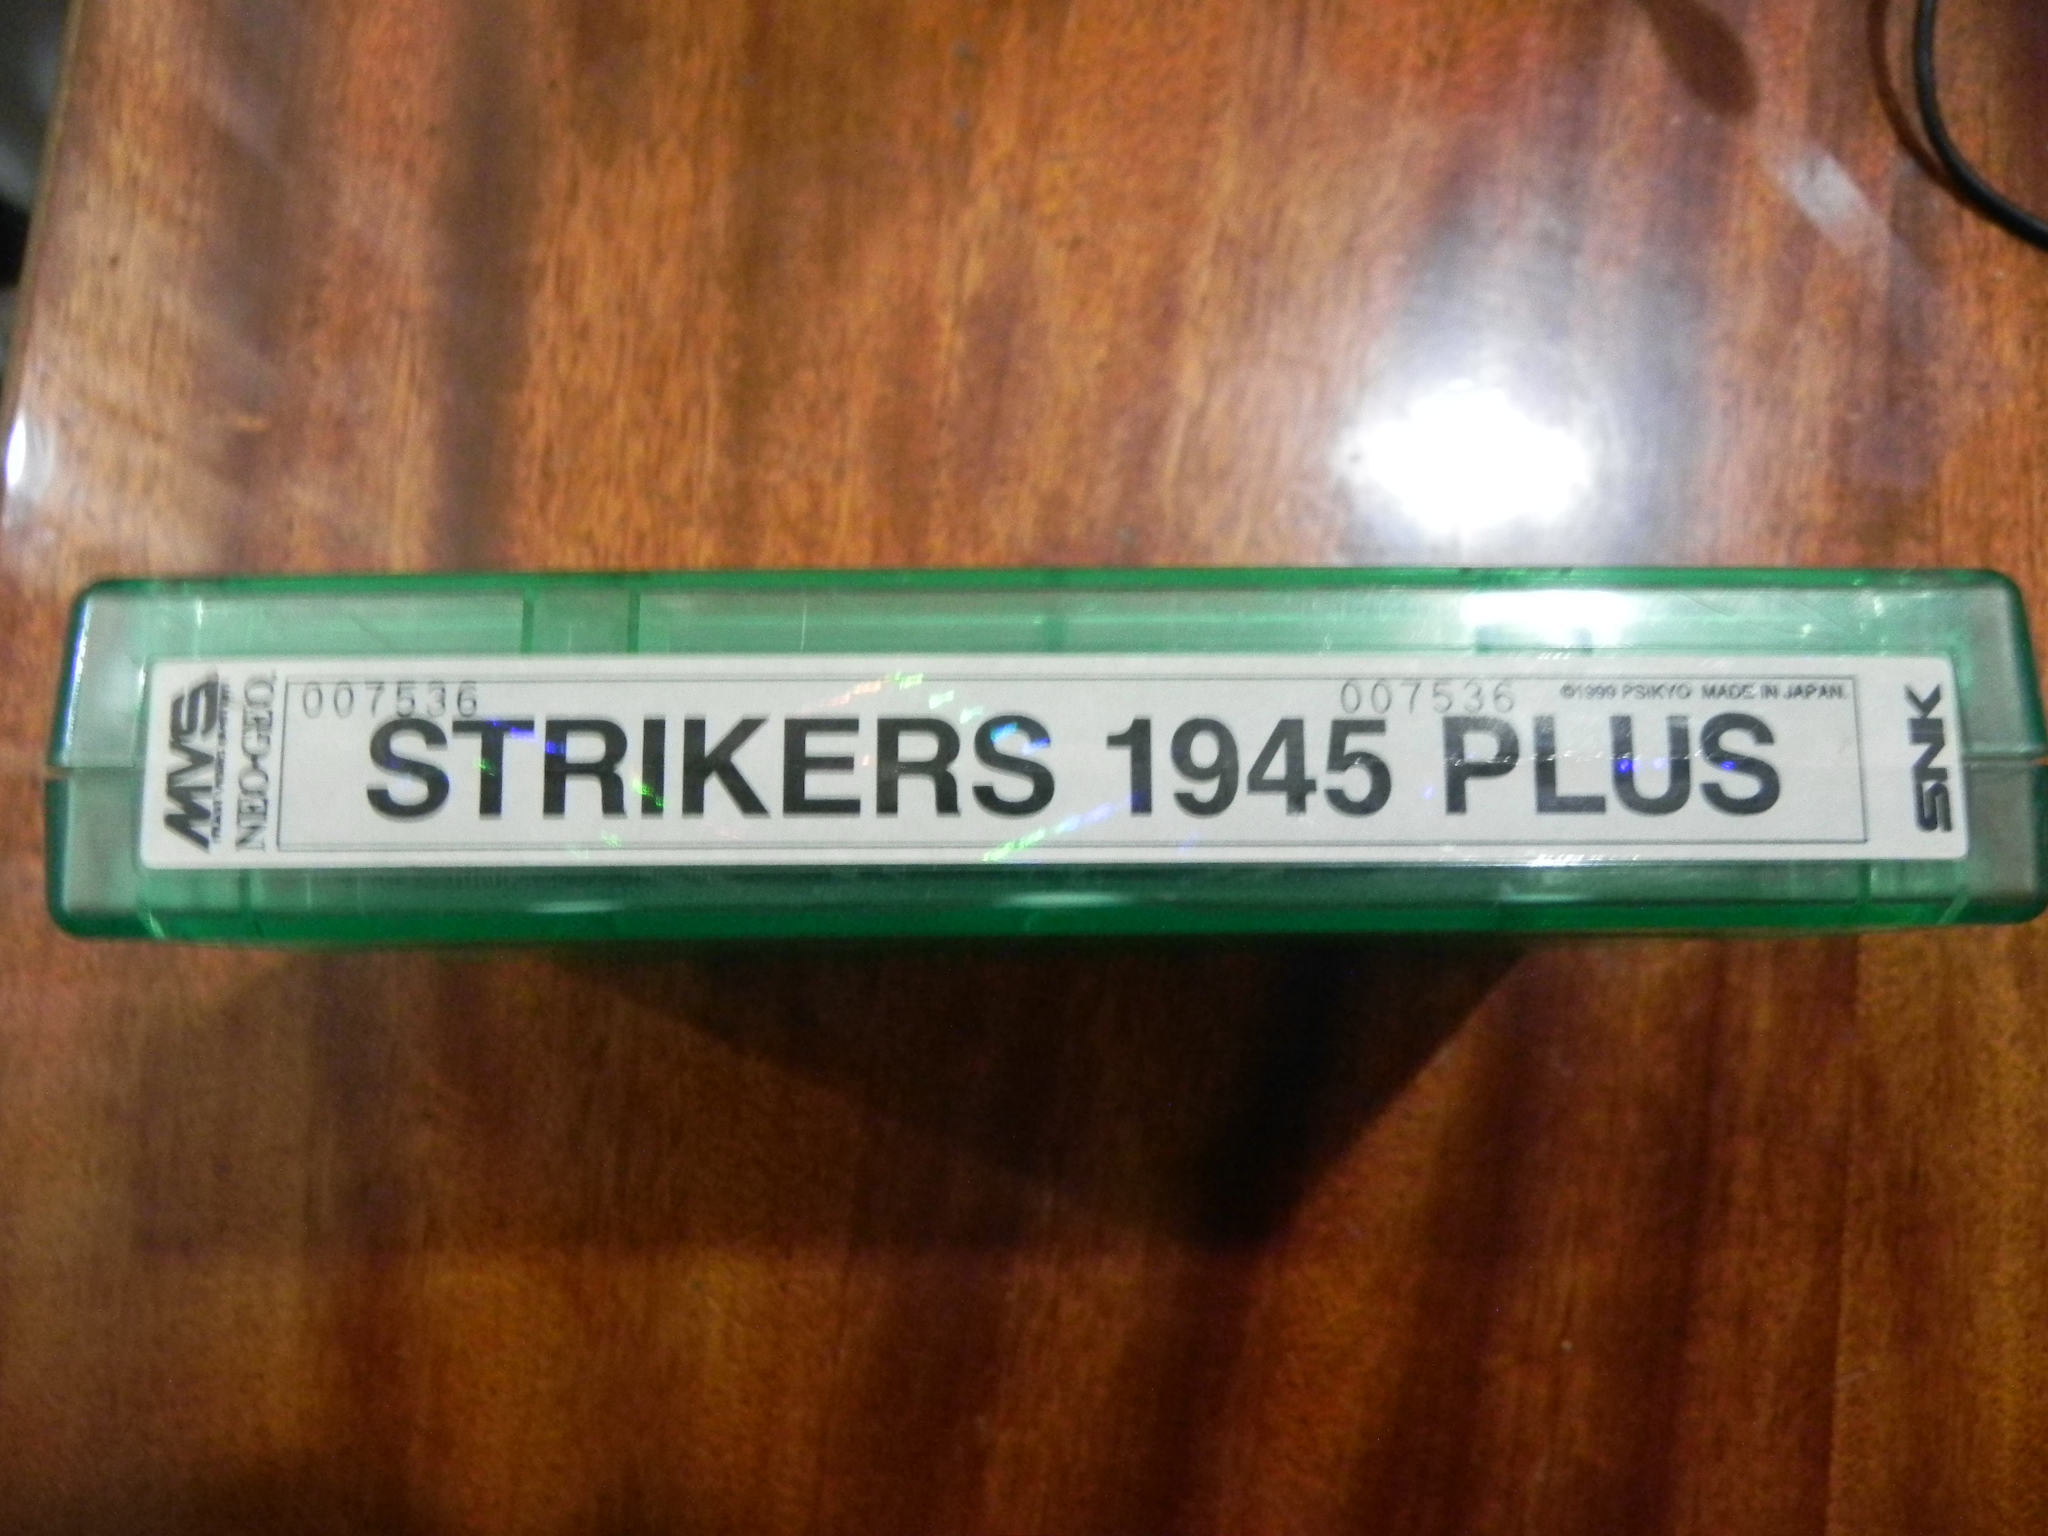 MVS
NEO•GEO
007536
007536
©1999 PSIKYO MADE IN JAPAN.
STRIKERS 1945 PLUS
SNK